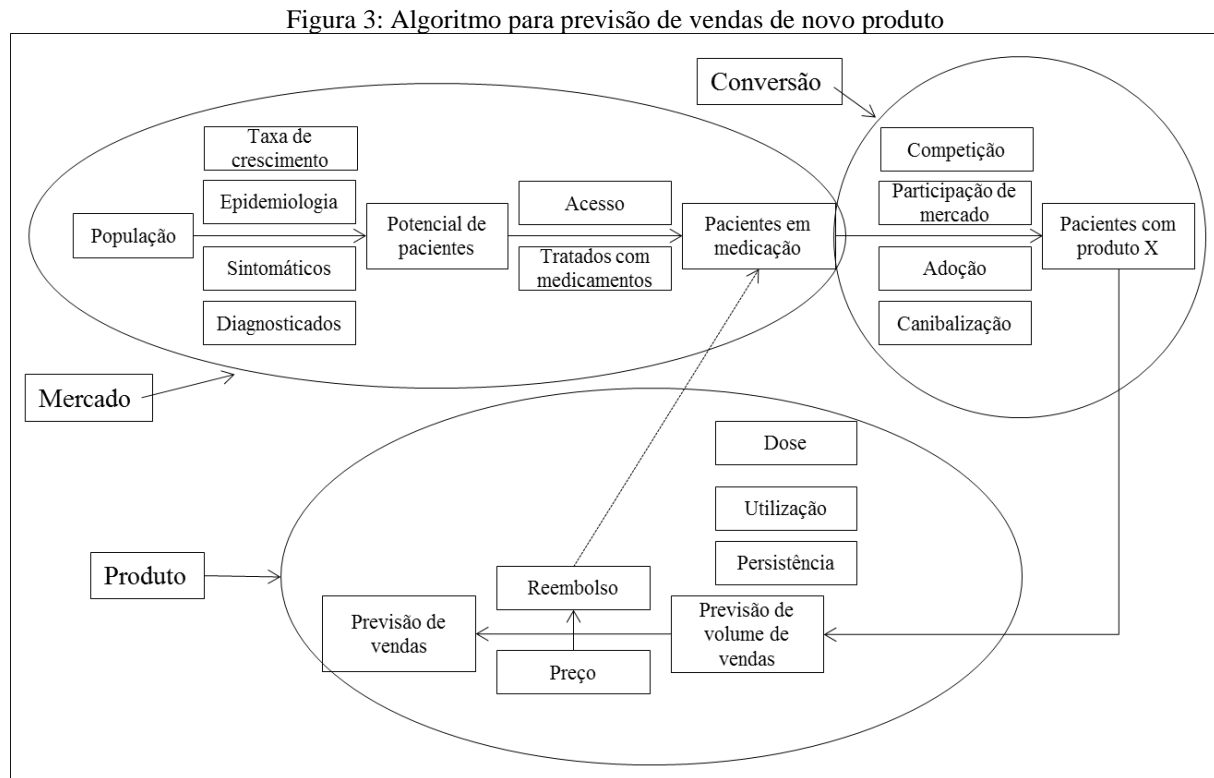 Figura 3: Algoritmo para previsão de vendas de novo produto
Conversão
Taxa de
crescimento
Epidemiologia
População
Sintomáticos
Diagnosticados
Potencial de
pacientes
Acesso
Tratados com
medicamentos
Pacientes em
medicação
Competição
Participação de
mercado
Adoção
Canibalização
Pacientes com
produto X
Mercado
Dose
Utilização
Persistência
Produto
Reembolso
Previsão de
vendas
Preço
Previsão de
volume de
vendas